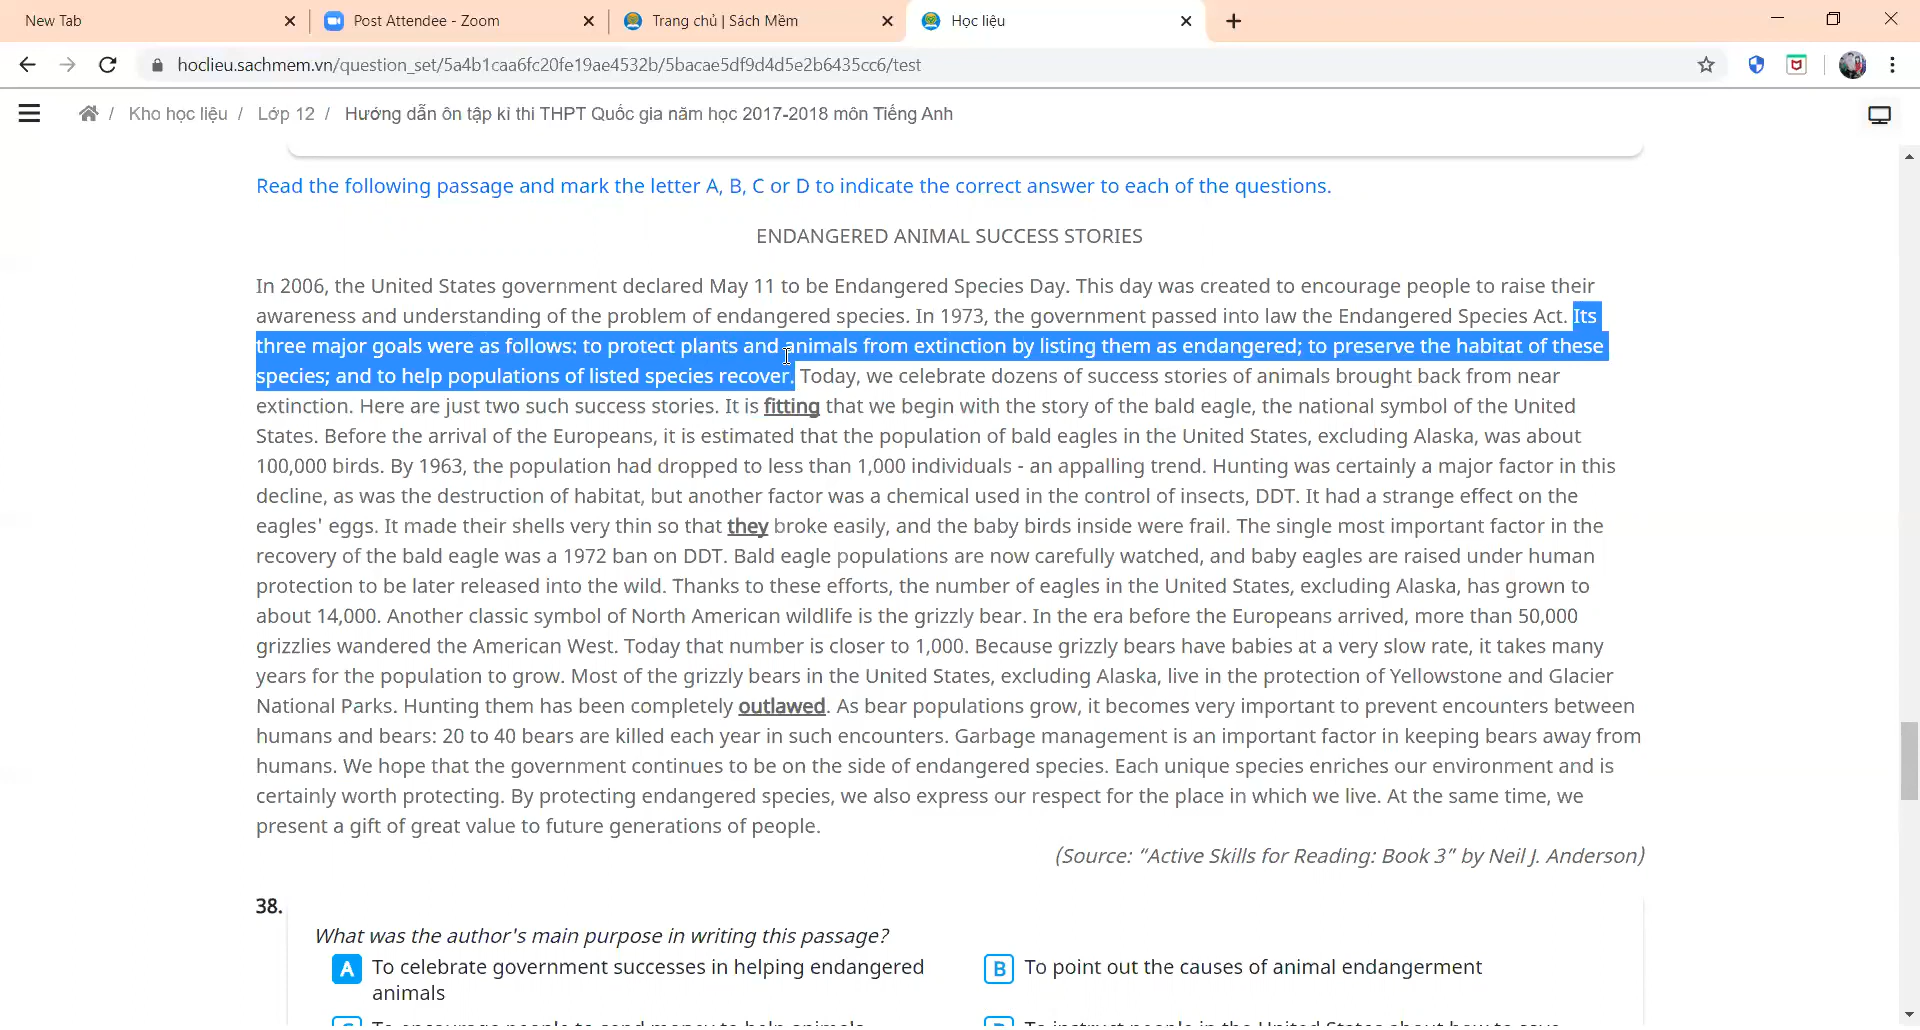 New Tab
Post Attendee - Zoom
Trang chủ | Sách Mềm
Học liệu
hoclieu.sachmem.vn/question_set/5a4b1caa6fc20fe19ae4532b/5bacae5df9d4d5e2b6435cc6/test
/ Kho học liệu / Lớp 12 / Hướng dẫn ôn tập kì thi THPT Quốc gia năm học 2017-2018 môn Tiếng Anh
Read the following passage and mark the letter A, B, C or D to indicate the correct answer to each of the questions.
ENDANGERED ANIMAL SUCCESS STORIES
In 2006, the United States government declared May 11 to be Endangered Species Day. This day was created to encourage people to raise their
awareness and understanding of the problem of endangered species. In 1973, the government passed into law the Endangered Species Act. Its
three major goals were as follows: to protect plants and animals from extinction by listing them as endangered; to preserve the habitat of these
species; and to help populations of listed species recover. Today, we celebrate dozens of success stories of animals brought back from near
extinction. Here are just two such success stories. It is fitting that we begin with the story of the bald eagle, the national symbol of the United
States. Before the arrival of the Europeans, it is estimated that the population of bald eagles in the United States, excluding Alaska, was about
100,000 birds. By 1963, the population had dropped to less than 1,000 individuals - an appalling trend. Hunting was certainly a major factor in this
decline, as was the destruction of habitat, but another factor was a chemical used in the control of insects, DDT. It had a strange effect on the
eagles' eggs. It made their shells very thin so that they broke easily, and the baby birds inside were frail. The single most important factor in the
recovery of the bald eagle was a 1972 ban on DDT. Bald eagle populations are now carefully watched, and baby eagles are raised under human
protection to be later released into the wild. Thanks to these efforts, the number of eagles in the United States, excluding Alaska, has grown to
about 14,000. Another classic symbol of North American wildlife is the grizzly bear. In the era before the Europeans arrived, more than 50,000
grizzlies wandered the American West. Today that number is closer to 1,000. Because grizzly bears have babies at a very slow rate, it takes many
years for the population to grow. Most of the grizzly bears in the United States, excluding Alaska, live in the protection of Yellowstone and Glacier
National Parks. Hunting them has been completely outlawed. As bear populations grow, it becomes very important to prevent encounters between
humans and bears: 20 to 40 bears are killed each year in such encounters. Garbage management is an important factor in keeping bears away from
humans. We hope that the government continues to be on the side of endangered species. Each unique species enriches our environment and is
certainly worth protecting. By protecting endangered species, we also express our respect for the place in which we live. At the same time, we
present a gift of great value to future generations of people.
(Source: “Active Skills for Reading: Book 3” by Neil J. Anderson)
38.
What was the author's main purpose in writing this passage?
A To celebrate government successes in helping endangered
animals
B To point out the causes of animal endangerment